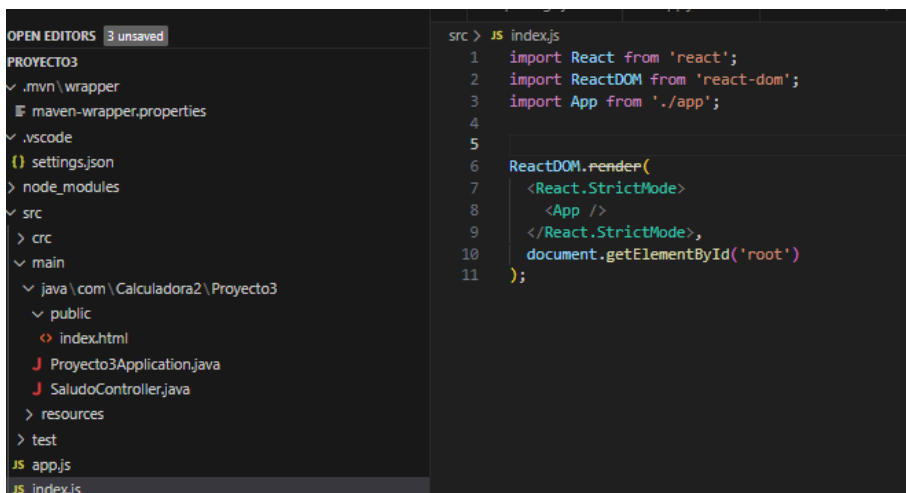 OPEN EDITORS 3 unsaved
PROYECTO3
.mvn\wrapper
maven-wrapper.properties
.vscode
{} settings.json
> node_modules
src
> crc
main
java\com\Calculadora2\Proyecto3
public
<> index.html
J Proyecto3Application.java
J SaludoController.java
> resources
> test
JS app.js
JS index.js
src > JS index.js
1 import React from 'react';
2 import ReactDOM from 'react-dom';
3 import App from './app';
4
5
6 ReactDOM.render(
7 <React.StrictMode>
8 <App />
9 </React.StrictMode>,
10 document.getElementById('root')
11 );